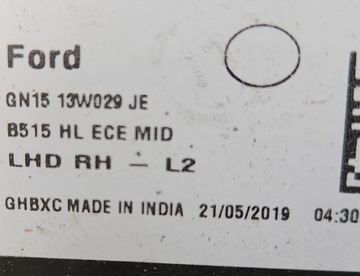 Ford
GN15 13W029 JE
B515 HL ECE MID
LHD RH – L2
GHBXC MADE IN INDIA 21/05/2019 04:30